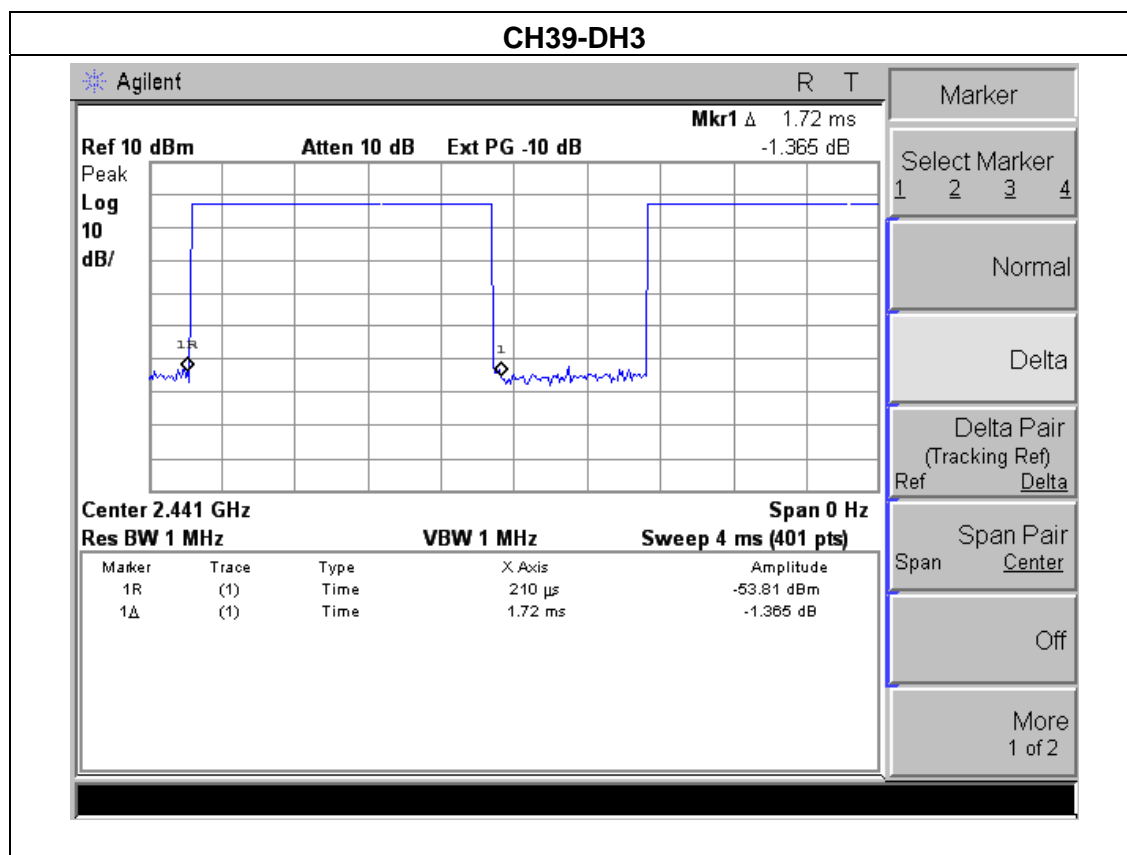 CH39-DH3
Agilent R T
Mkr1 Δ 1.72 ms
Ref 10 dBm Atten 10 dB Ext PG -10 dB -1.365 dB
Peak
Log
10
dB/
1R
1
Center 2.441 GHz Span 0 Hz
Res BW 1 MHz VBW 1 MHz Sweep 4 ms (401 pts)
Marker Trace Type X Axis Amplitude
1R (1) Time 210 μs -53.81 dBm
1Δ (1) Time 1.72 ms -1.365 dB
Marker
Select Marker
1 2 3 4
Normal
Delta
Delta Pair
(Tracking Ref)
Ref Delta
Span Pair
Span Center
Off
More
1 of 2